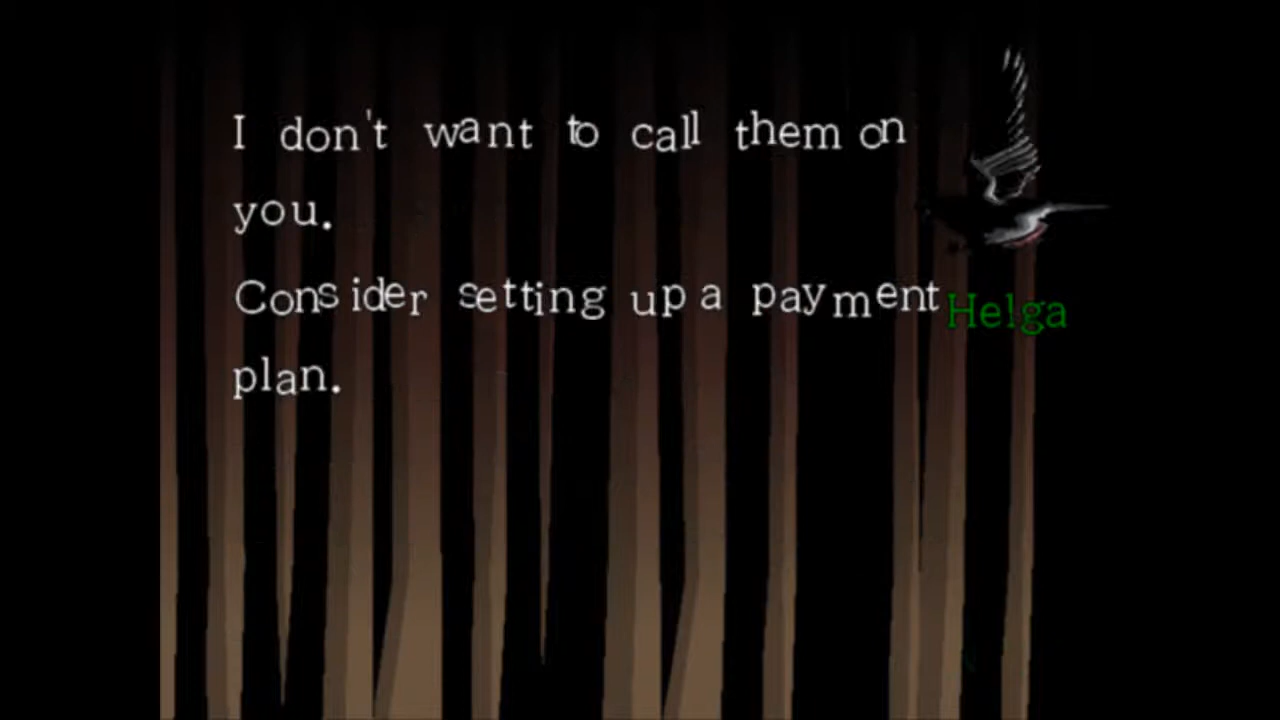 I don't want to call them on
you.
Consider setting up a payment
plan.
Helga